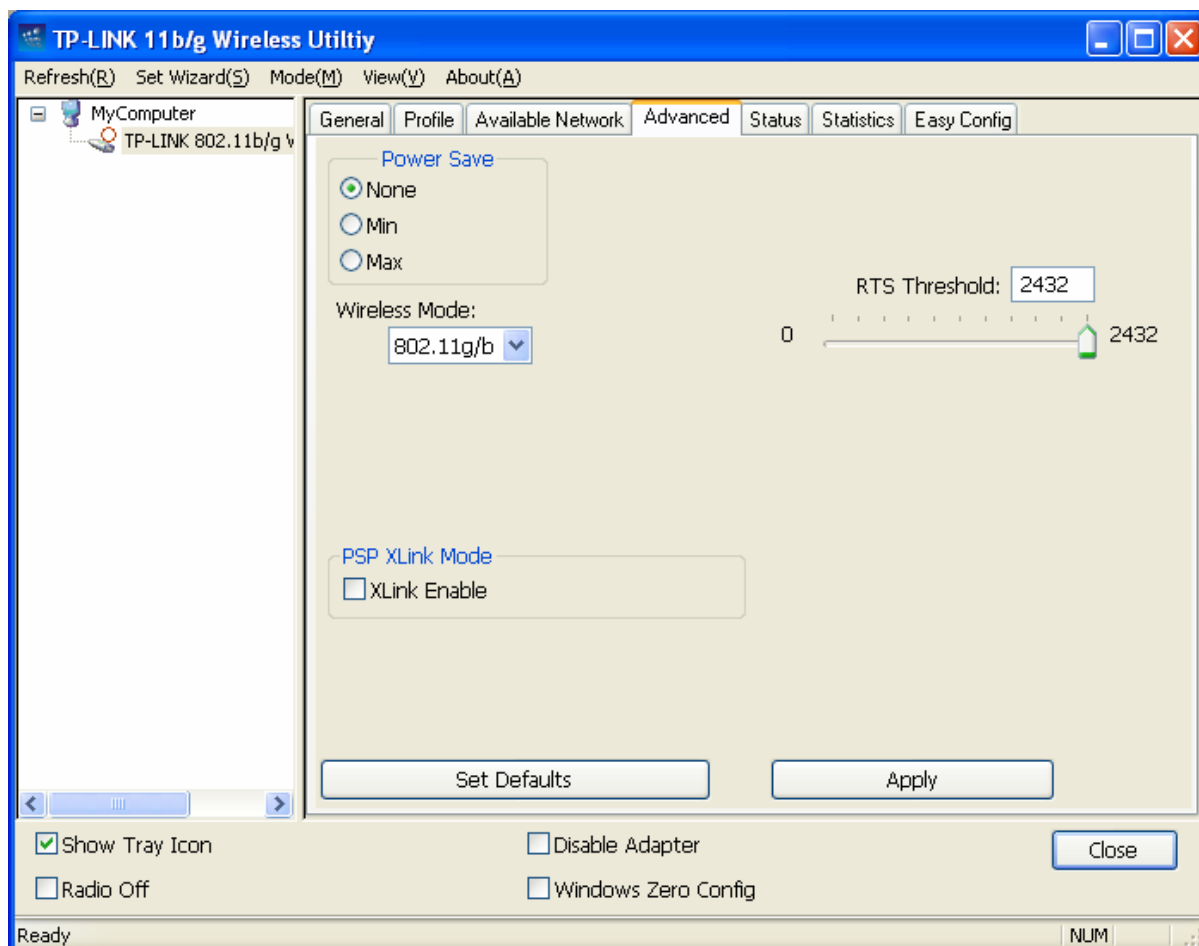 TP-LINK 11b/g Wireless Utiltiy
Refresh(R) Set Wizard(S) Mode(M) View(V) About(A)
MyComputer
TP-LINK 802.11b/g W
General Profile Available Network Advanced Status Statistics Easy Config
Power Save
None
Min
Max
Wireless Mode:
802.11g/b
RTS Threshold: 2432
0 2432
PSP XLink Mode
XLink Enable
Set Defaults Apply
Show Tray Icon Disable Adapter Close
Radio Off Windows Zero Config
Ready NUM